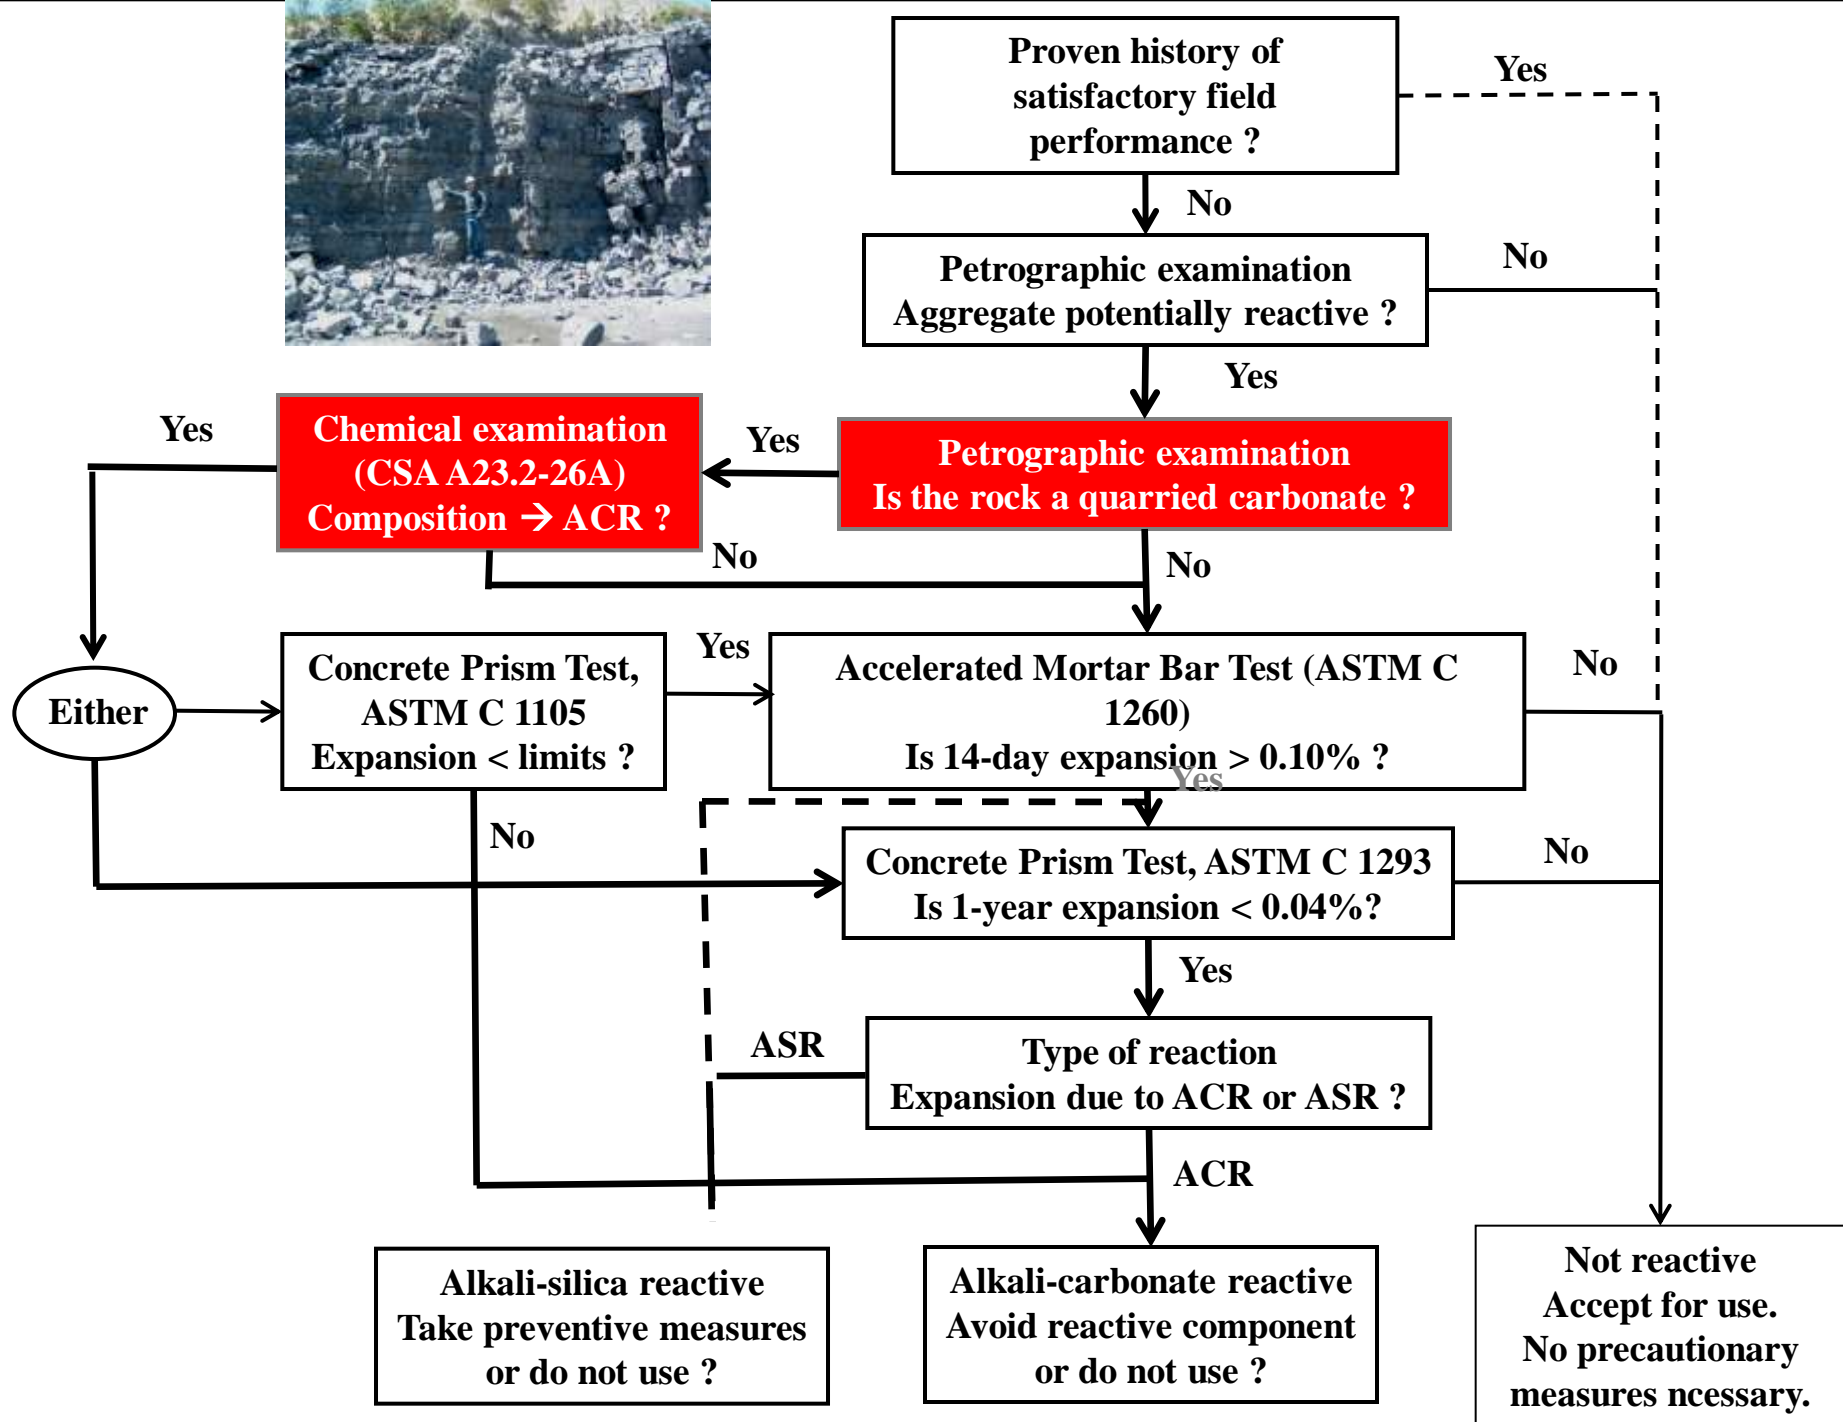 Proven history of
satisfactory field
performance ?
Yes
No
Petrographic examination
Aggregate potentially reactive ?
No
Yes
Yes
Chemical examination
(CSA A23.2-26A)
Composition → ACR ?
Yes
Petrographic examination
Is the rock a quarried carbonate ?
No
No
Either
Concrete Prism Test,
ASTM C 1105
Expansion < limits ?
Yes
Accelerated Mortar Bar Test (ASTM C
1260)
Is 14-day expansion > 0.10% ?
No
Yes
No
Concrete Prism Test, ASTM C 1293
Is 1-year expansion < 0.04%?
No
Yes
ASR
Type of reaction
Expansion due to ACR or ASR ?
ACR
Alkali-silica reactive
Take preventive measures
or do not use ?
Alkali-carbonate reactive
Avoid reactive component
or do not use ?
Not reactive
Accept for use.
No precautionary
measures ncessary.